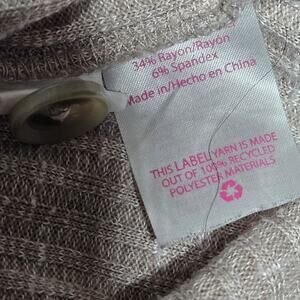 34% Rayon/Rayón
6% Spandex
Made in/Hecho en China
THIS LABEL YARN IS MADE
OUT OF 100% RECYCLED
POLYESTER MATERIALS